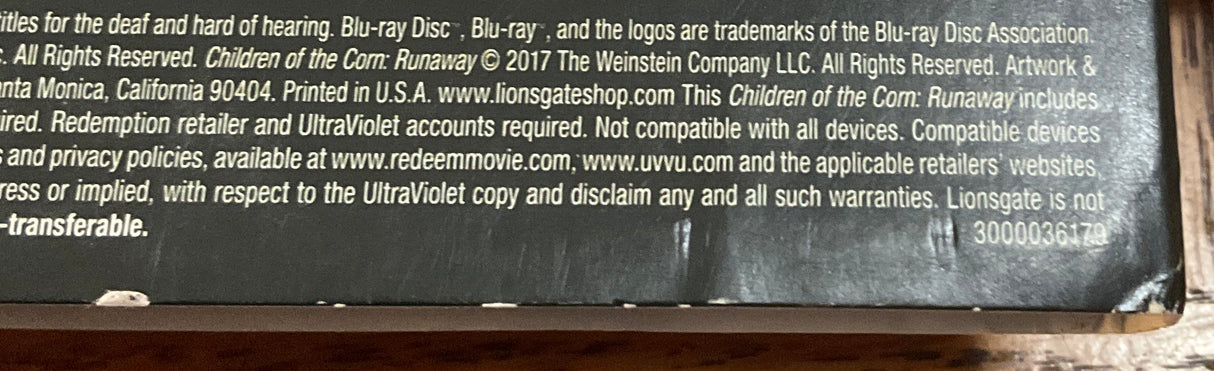 itles for the deaf and hard of hearing. Blu-ray Disc™, Blu-ray™, and the logos are trademarks of the Blu-ray Disc Association.
. All Rights Reserved. Children of the Corn: Runaway © 2017 The Weinstein Company LLC. All Rights Reserved. Artwork &
nta Monica, California 90404. Printed in U.S.A. www.lionsgateshop.com This Children of the Corn: Runaway includes
ired. Redemption retailer and UltraViolet accounts required. Not compatible with all devices. Compatible devices
s and privacy policies, available at www.redeemmovie.com, www.uvvu.com and the applicable retailers' websites.
ress or implied, with respect to the UltraViolet copy and disclaim any and all such warranties. Lionsgate is not
-transferable.
3000036179